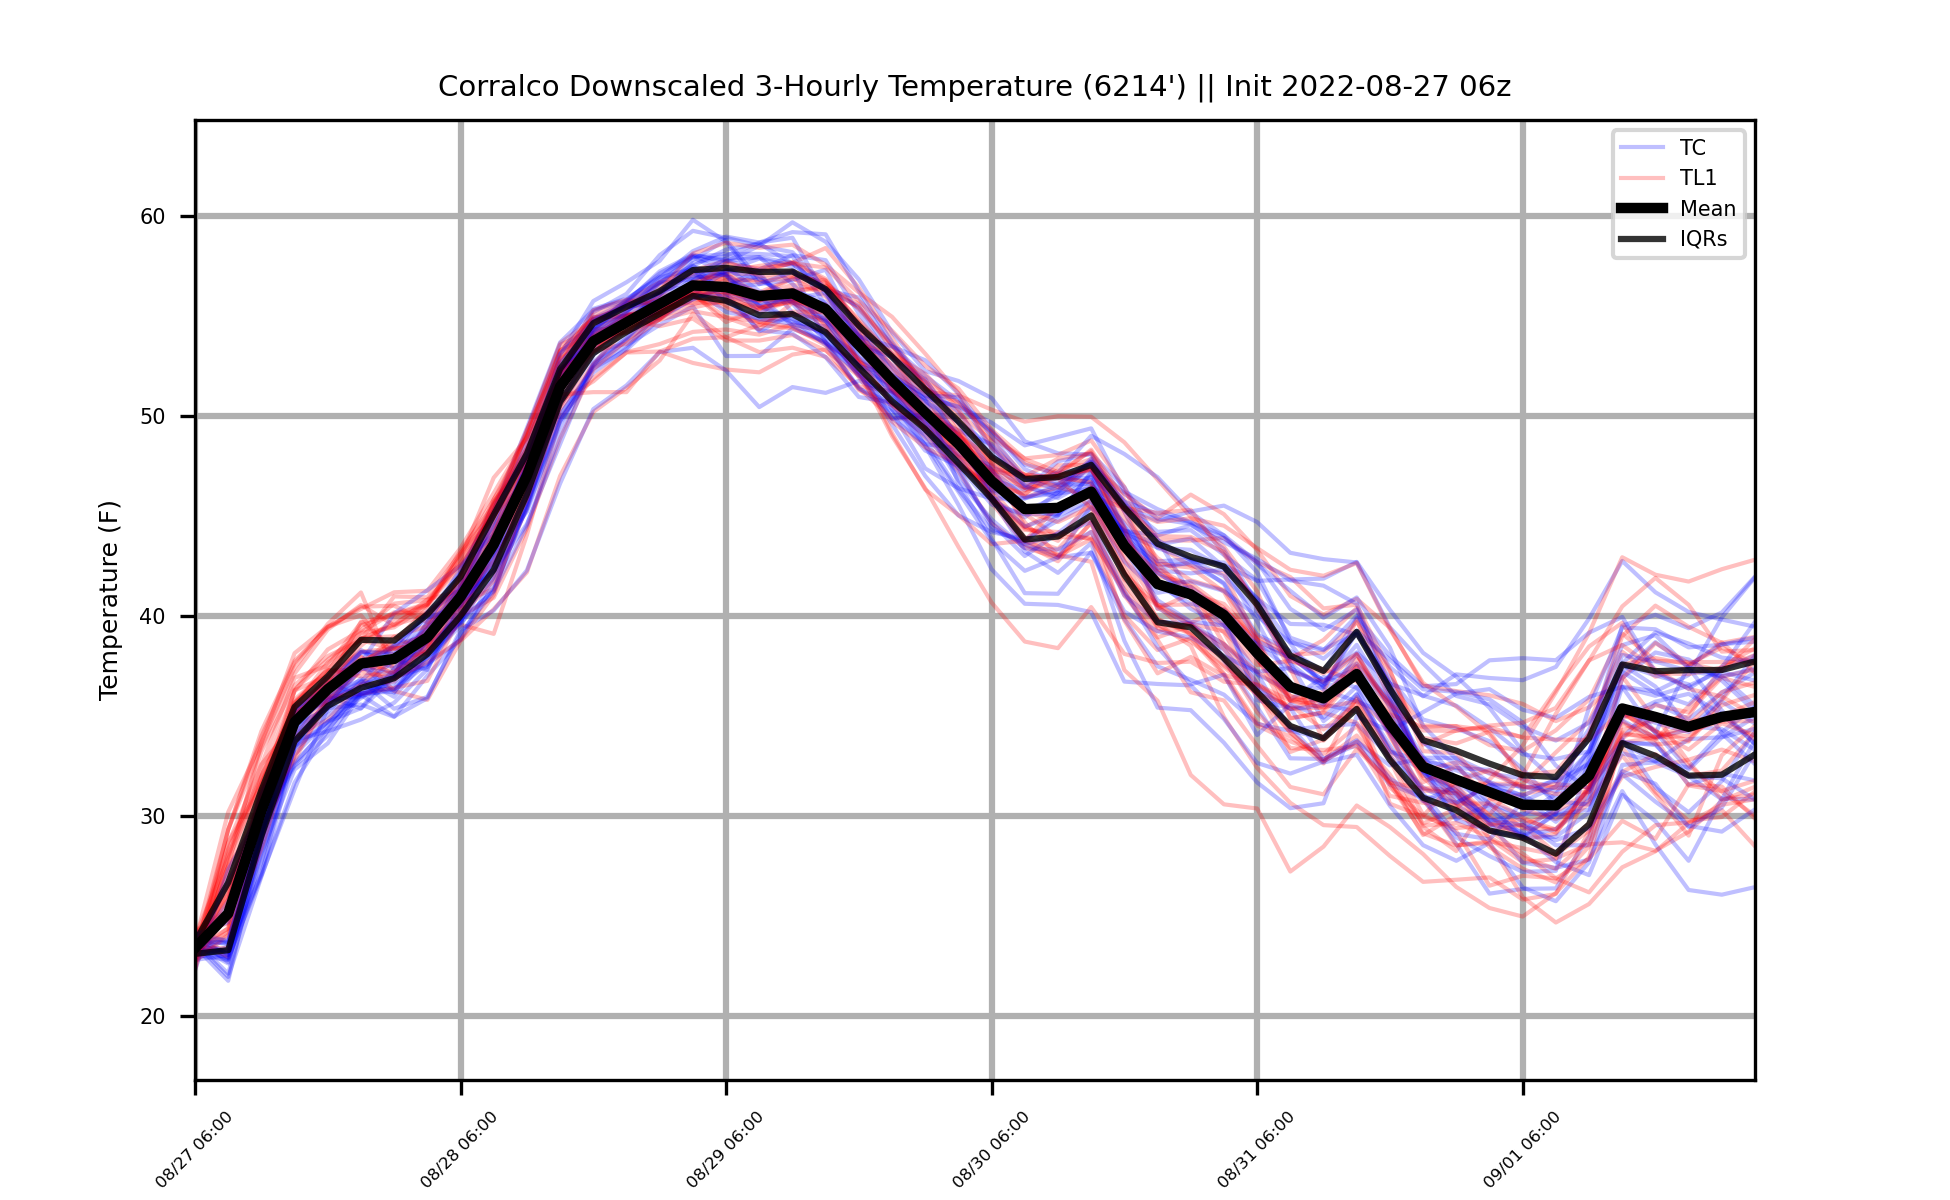 Corralco Downscaled 3-Hourly Temperature (6214') || Init 2022-08-27 06z
TC
TL1
Mean
IQRs
Temperature (F)
60
50
40
30
20
08/27 06:00
08/28 06:00
08/29 06:00
08/30 06:00
08/31 06:00
09/01 06:00